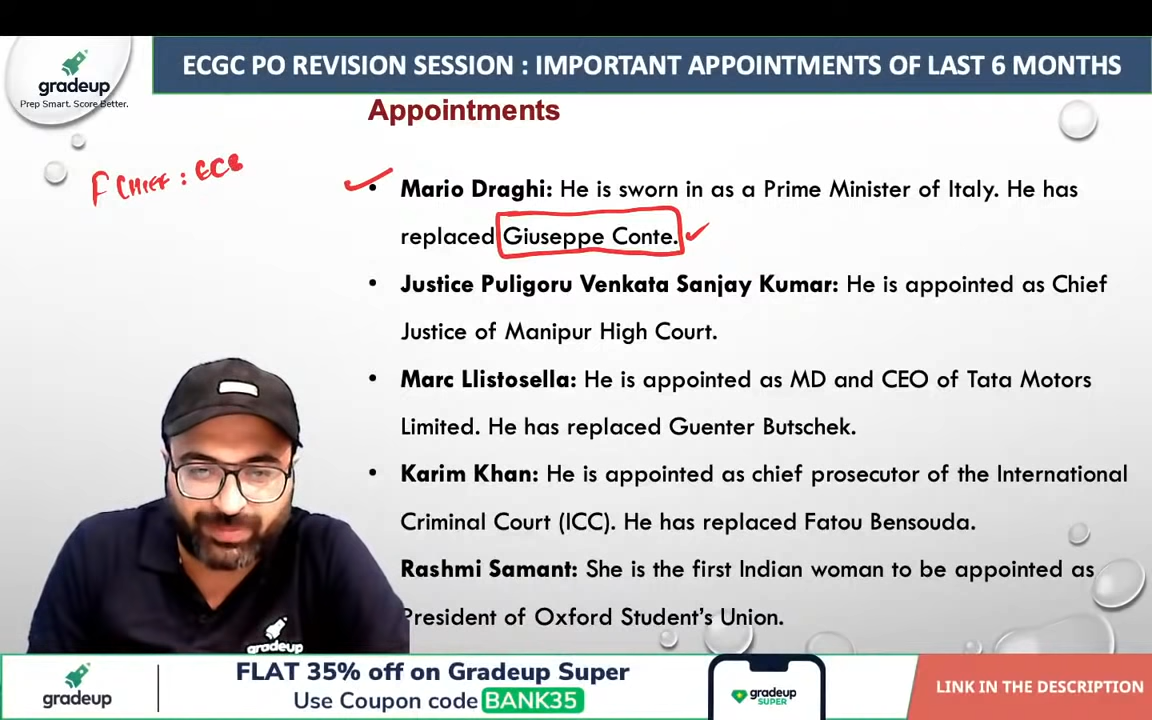 gradeup
Prep Smart. Score Better.
ECGC PO REVISION SESSION : IMPORTANT APPOINTMENTS OF LAST 6 MONTHS
Appointments
F CHIEF : ECB
• Mario Draghi: He is sworn in as a Prime Minister of Italy. He has
replaced Giuseppe Conte.
• Justice Puligoru Venkata Sanjay Kumar: He is appointed as Chief
Justice of Manipur High Court.
• Marc Llistosella: He is appointed as MD and CEO of Tata Motors
Limited. He has replaced Guenter Butschek.
• Karim Khan: He is appointed as chief prosecutor of the International
Criminal Court (ICC). He has replaced Fatou Bensouda.
Rashmi Samant: She is the first Indian woman to be appointed as
President of Oxford Student's Union.
gradeup
gradeup
FLAT 35% off on Gradeup Super
Use Coupon code BANK35
gradeup
SUPER
LINK IN THE DESCRIPTION